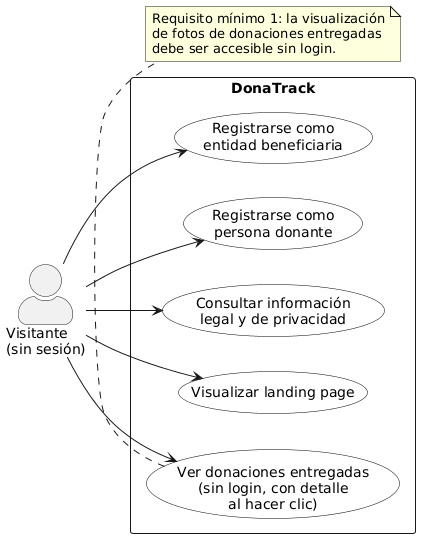 Requisito mínimo 1: la visualización
de fotos de donaciones entregadas
debe ser accesible sin login.
DonaTrack
Registrarse como
entidad beneficiaria
Registrarse como
persona donante
Visitante
(sin sesión)
Consultar información
legal y de privacidad
Visualizar landing page
Ver donaciones entregadas
(sin login, con detalle
al hacer clic)